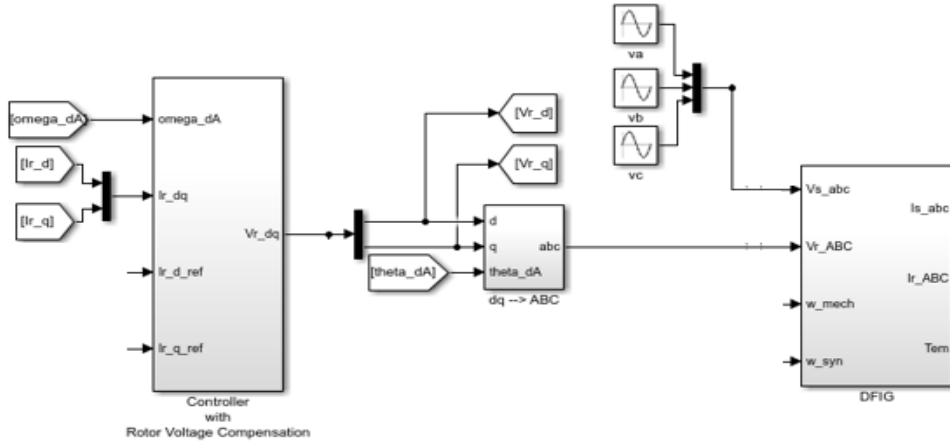 va
vb
vc
[omega_dA]
[Ir_d]
[Ir_q]
omega_dA
Ir_dq
Ir_d_ref
Ir_q_ref
Vr_dq
Controller
with
Rotor Voltage Compensation
[Vr_d]
[Vr_q]
[theta_dA]
d
q
theta_dA
abc
dq --> ABC
Vs_abc
Vr_ABC
w_mech
w_syn
Is_abc
Ir_ABC
Tem
DFIG